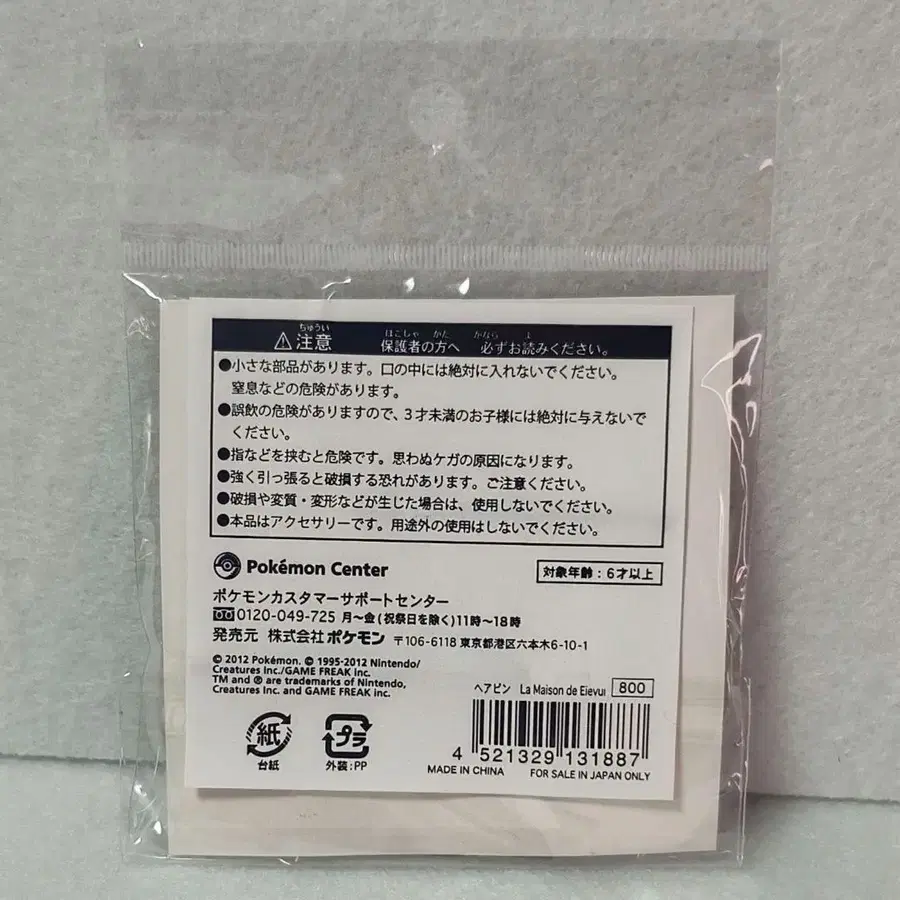 ⚠注意 保護者の方へ 必ずお読みください。
●小さな部品があります。口の中には絶対に入れないでください。
窒息などの危険があります。
●誤飲の危険がありますので、3才未満のお子様には絶対に与えないで
ください。
●指などを挟むと危険です。思わぬケガの原因になります。
●強く引っ張ると破損する恐れがあります。ご注意ください。
●破損や変質・変形などが生じた場合は、使用しないでください。
●本品はアクセサリーです。用途外の使用はしないでください。
Pokémon Center 対象年齢:6才以上
ポケモンカスタマーサポートセンター
0120-049-725 月～金(祝祭日を除く)11時～18時
発売元 株式会社ポケモン 〒106-6118 東京都港区六本木6-10-1
© 2012 Pokémon. © 1995-2012 Nintendo/
Creatures Inc./GAME FREAK inc.
TM and ® are trademarks of Nintendo,
Creatures Inc. and GAME FREAK inc.
ヘアピン La Maison de Eievui 800
紙 プラ
台紙 外装:PP
4 521329 131887
MADE IN CHINA FOR SALE IN JAPAN ONLY